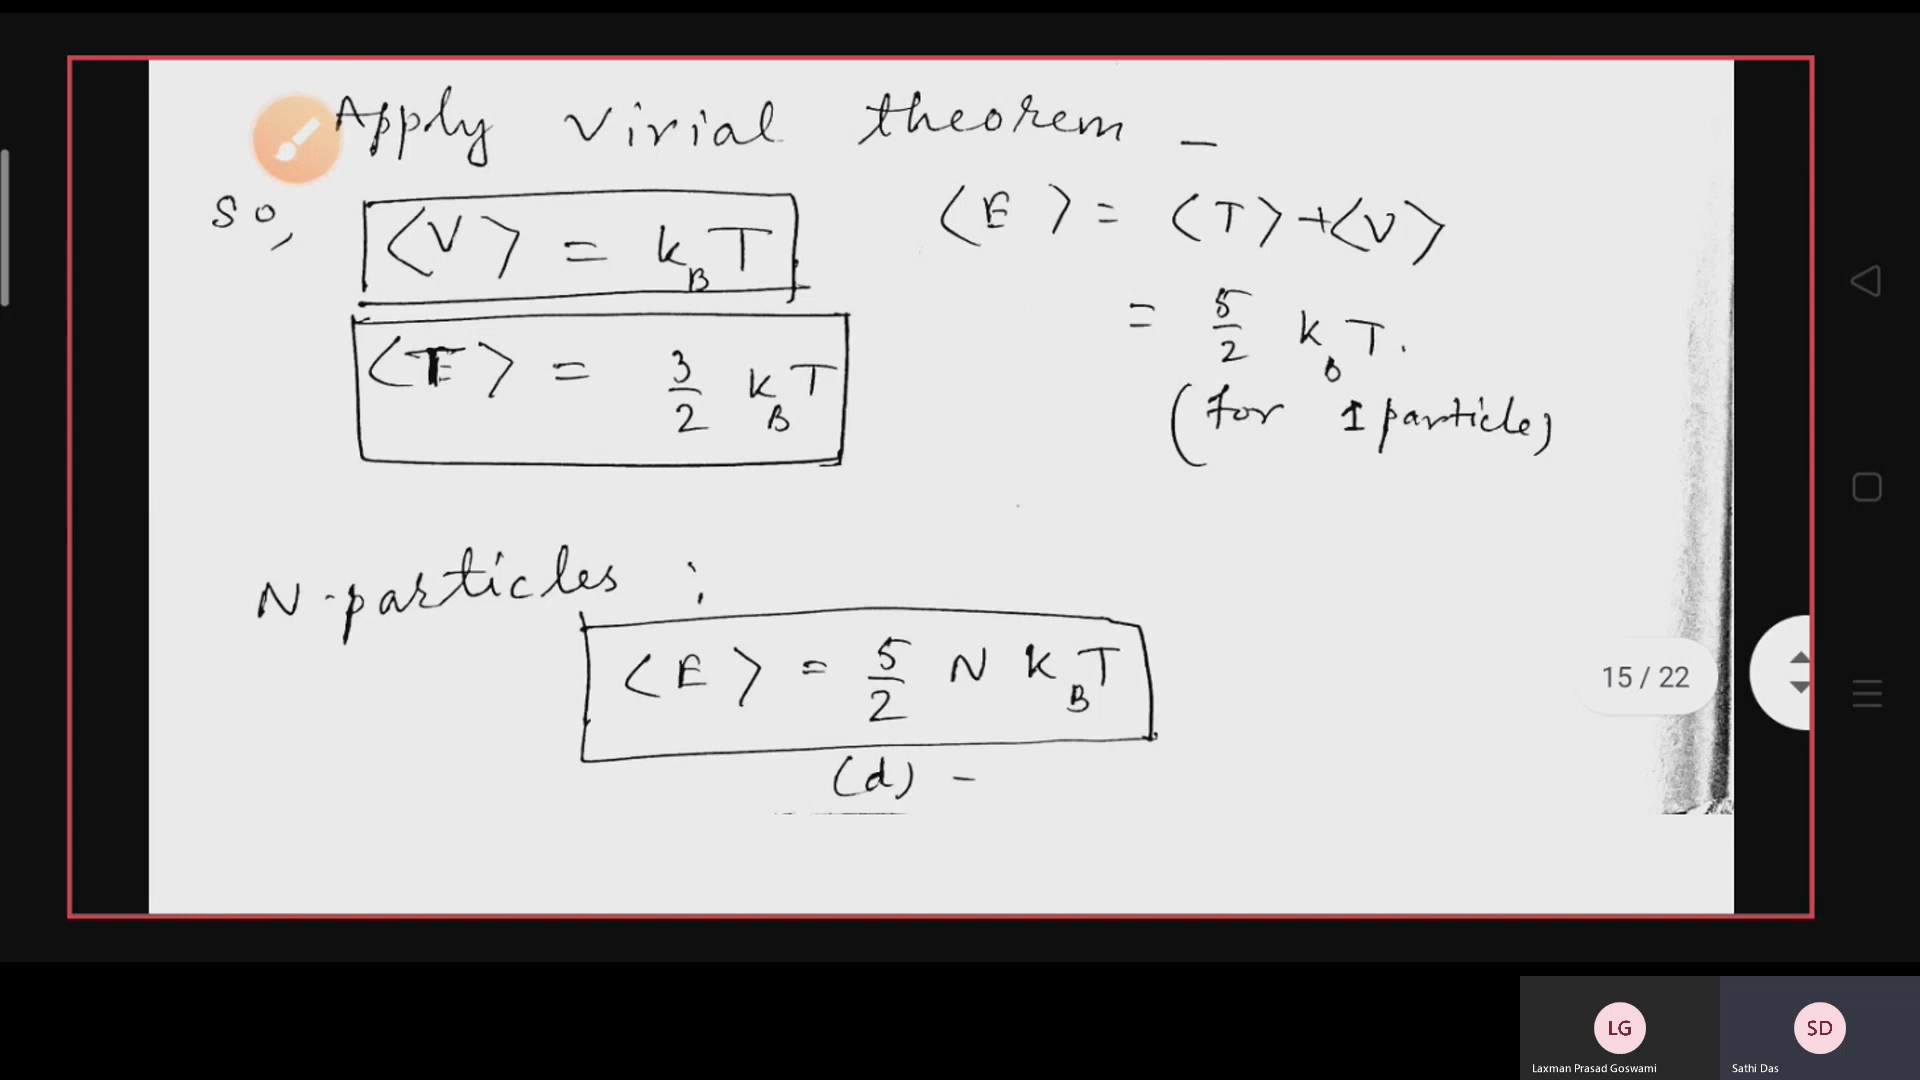 Apply virial theorem -
so, ⟨V⟩ = k_B T
⟨T⟩ = 3/2 k_B T
⟨E⟩ = ⟨T⟩ + ⟨V⟩
= 5/2 k_B T.
(for 1 particle)
N-particles :
⟨E⟩ = 5/2 N k_B T
(d) -
15 / 22
LG
Laxman Prasad Goswami
SD
Sathi Das